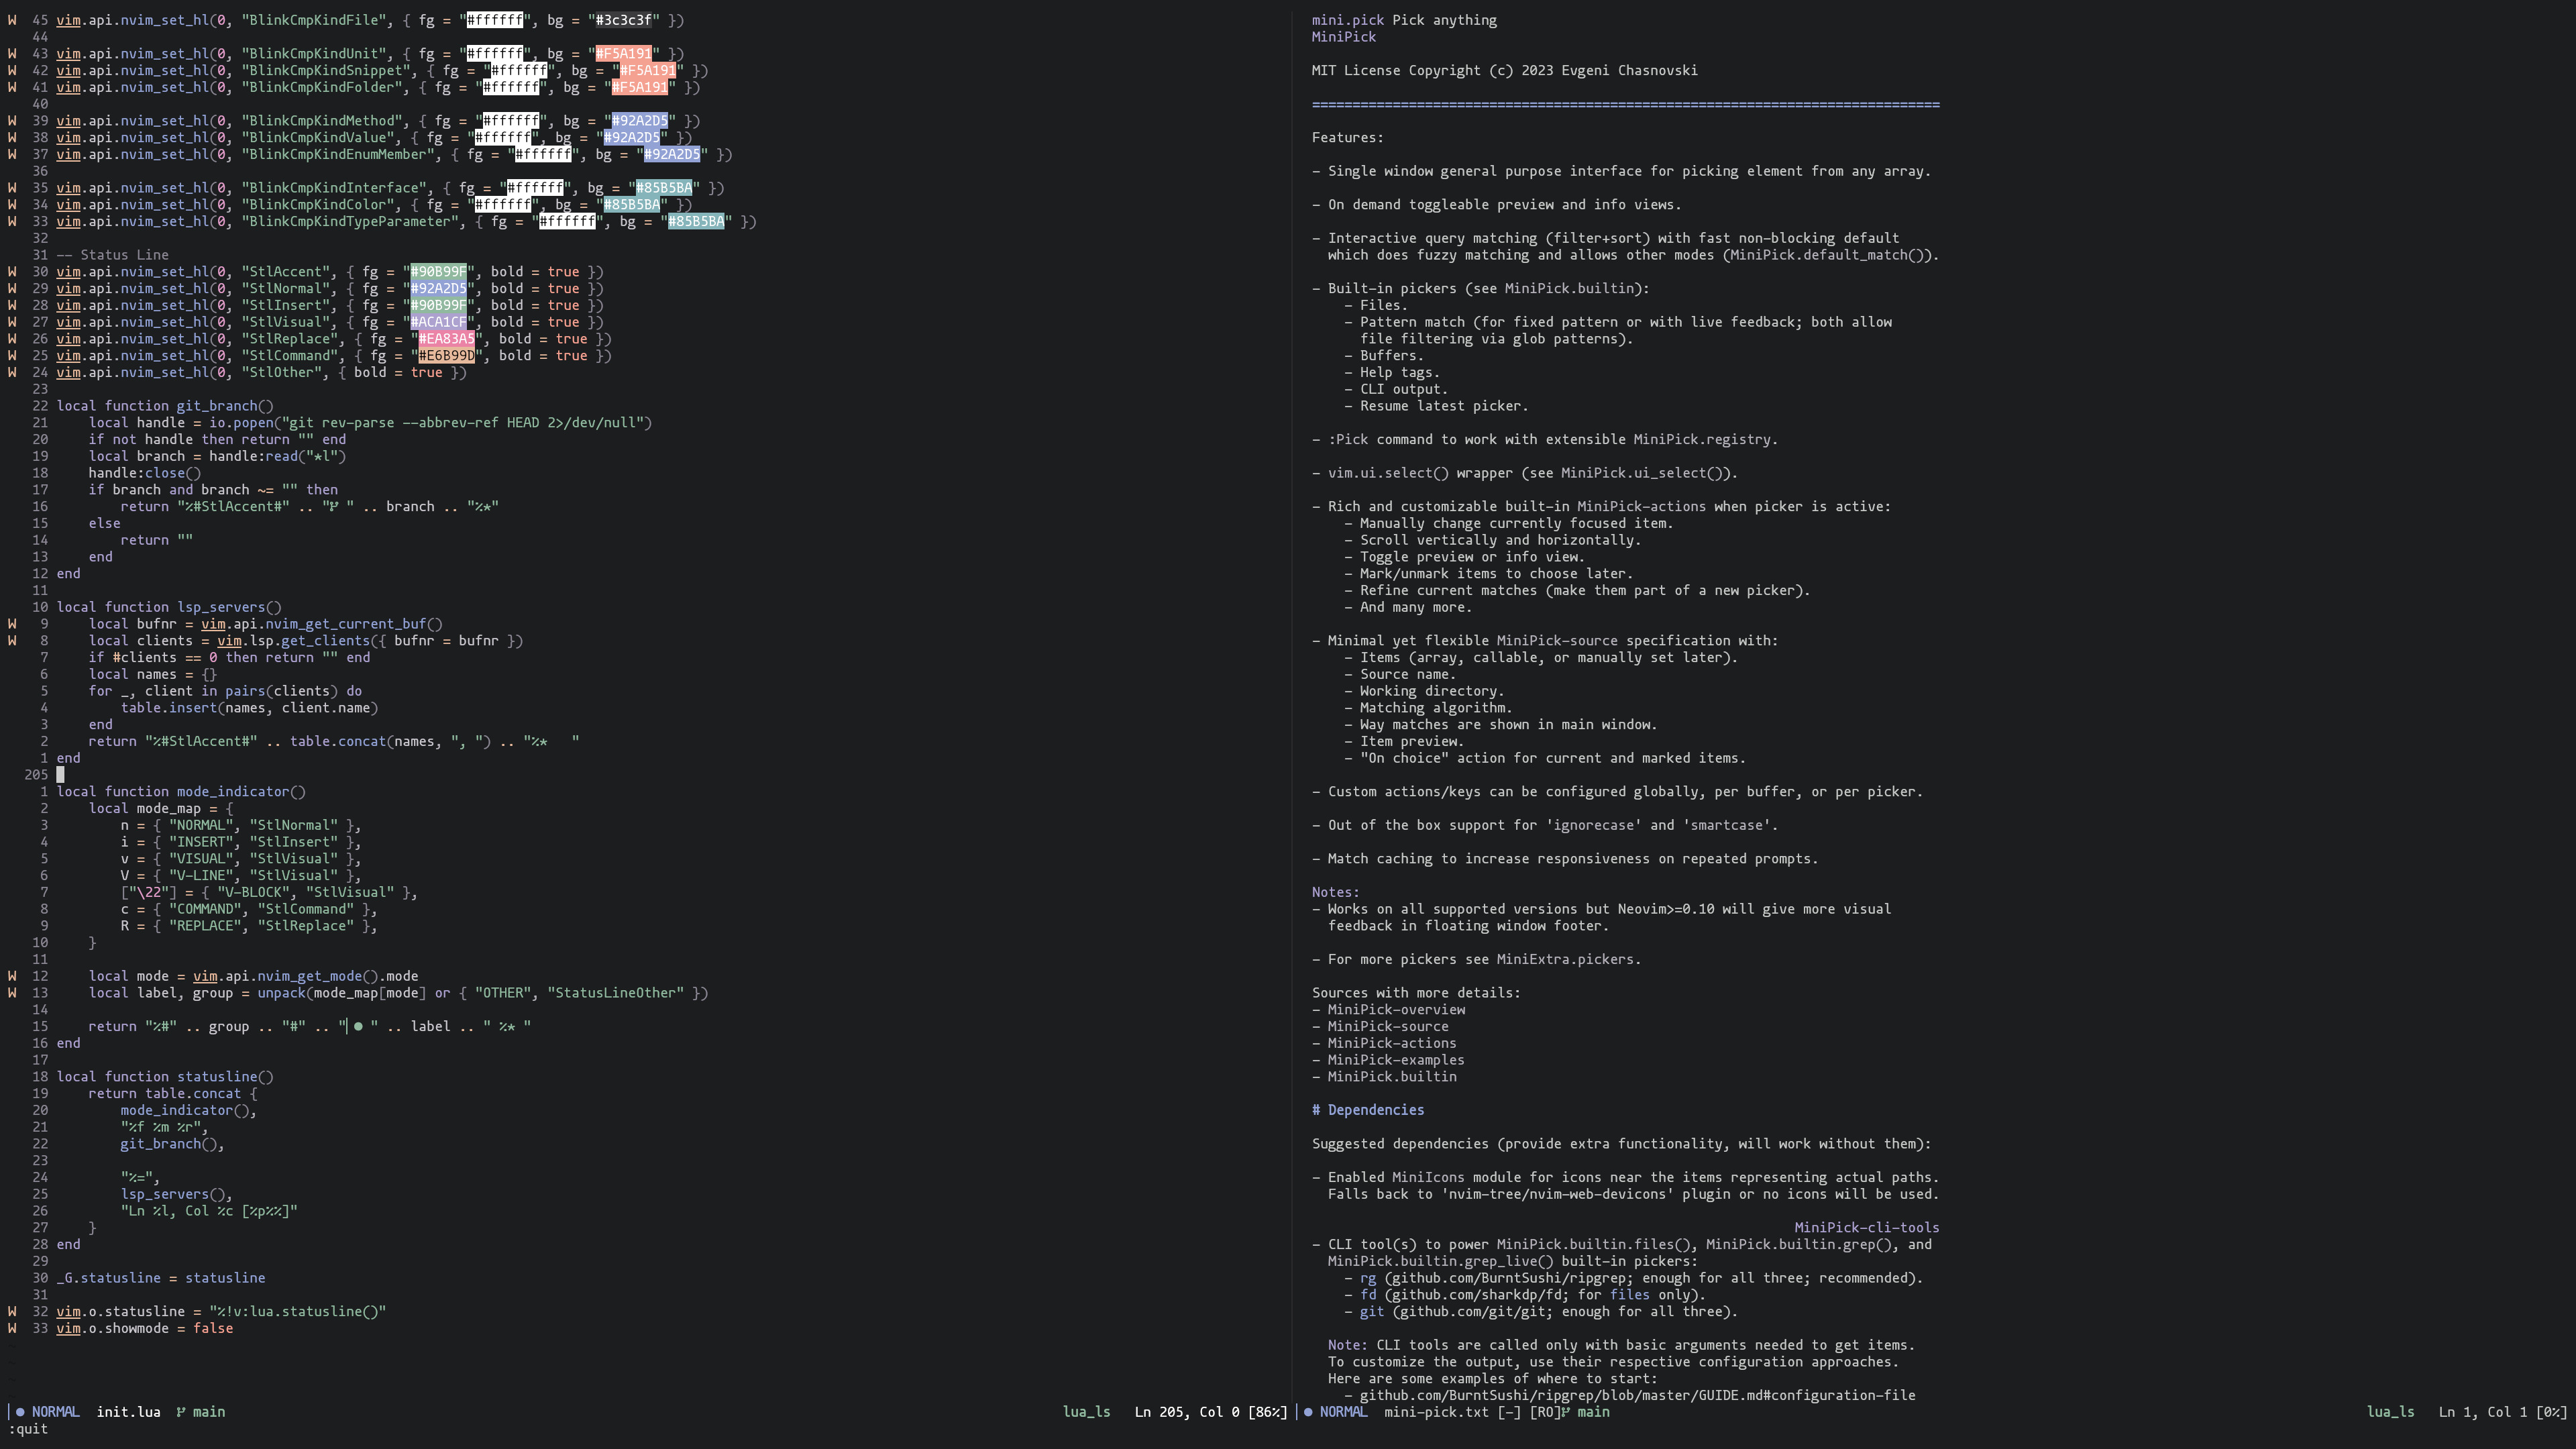 W  45 vim.api.nvim_set_hl(0, "BlinkCmpKindFile", { fg = "#ffffff", bg = "#3c3c3f" })
   44
W  43 vim.api.nvim_set_hl(0, "BlinkCmpKindUnit", { fg = "#ffffff", bg = "#F5A191" })
W  42 vim.api.nvim_set_hl(0, "BlinkCmpKindSnippet", { fg = "#ffffff", bg = "#F5A191" })
W  41 vim.api.nvim_set_hl(0, "BlinkCmpKindFolder", { fg = "#ffffff", bg = "#F5A191" })
   40
W  39 vim.api.nvim_set_hl(0, "BlinkCmpKindMethod", { fg = "#ffffff", bg = "#92A2D5" })
W  38 vim.api.nvim_set_hl(0, "BlinkCmpKindValue", { fg = "#ffffff", bg = "#92A2D5" })
W  37 vim.api.nvim_set_hl(0, "BlinkCmpKindEnumMember", { fg = "#ffffff", bg = "#92A2D5" })
   36
W  35 vim.api.nvim_set_hl(0, "BlinkCmpKindInterface", { fg = "#ffffff", bg = "#85B5BA" })
W  34 vim.api.nvim_set_hl(0, "BlinkCmpKindColor", { fg = "#ffffff", bg = "#85B5BA" })
W  33 vim.api.nvim_set_hl(0, "BlinkCmpKindTypeParameter", { fg = "#ffffff", bg = "#85B5BA" })
   32
   31 -- Status Line
W  30 vim.api.nvim_set_hl(0, "StlAccent", { fg = "#90B99F", bold = true })
W  29 vim.api.nvim_set_hl(0, "StlNormal", { fg = "#92A2D5", bold = true })
W  28 vim.api.nvim_set_hl(0, "StlInsert", { fg = "#90B99F", bold = true })
W  27 vim.api.nvim_set_hl(0, "StlVisual", { fg = "#ACA1CF", bold = true })
W  26 vim.api.nvim_set_hl(0, "StlReplace", { fg = "#EA83A5", bold = true })
W  25 vim.api.nvim_set_hl(0, "StlCommand", { fg = "#E6B99D", bold = true })
W  24 vim.api.nvim_set_hl(0, "StlOther", { bold = true })
   23
   22 local function git_branch()
   21     local handle = io.popen("git rev-parse --abbrev-ref HEAD 2>/dev/null")
   20     if not handle then return "" end
   19     local branch = handle:read("*l")
   18     handle:close()
   17     if branch and branch ~= "" then
   16         return "%#StlAccent#" .. " " .. branch .. "%*"
   15     else
   14         return ""
   13     end
   12 end
   11
   10 local function lsp_servers()
W   9     local bufnr = vim.api.nvim_get_current_buf()
W   8     local clients = vim.lsp.get_clients({ bufnr = bufnr })
    7     if #clients == 0 then return "" end
    6     local names = {}
    5     for _, client in pairs(clients) do
    4         table.insert(names, client.name)
    3     end
    2     return "%#StlAccent#" .. table.concat(names, ", ") .. "%*   "
    1 end
  205
    1 local function mode_indicator()
    2     local mode_map = {
    3         n = { "NORMAL", "StlNormal" },
    4         i = { "INSERT", "StlInsert" },
    5         v = { "VISUAL", "StlVisual" },
    6         V = { "V-LINE", "StlVisual" },
    7         ["\22"] = { "V-BLOCK", "StlVisual" },
    8         c = { "COMMAND", "StlCommand" },
    9         R = { "REPLACE", "StlReplace" },
   10     }
   11
W  12     local mode = vim.api.nvim_get_mode().mode
W  13     local label, group = unpack(mode_map[mode] or { "OTHER", "StatusLineOther" })
   14
   15     return "%#" .. group .. "#" .. "▏● " .. label .. " %* "
   16 end
   17
   18 local function statusline()
   19     return table.concat {
   20         mode_indicator(),
   21         "%f %m %r",
   22         git_branch(),
   23
   24         "%=",
   25         lsp_servers(),
   26         "Ln %l, Col %c [%p%%]"
   27     }
   28 end
   29
   30 _G.statusline = statusline
   31
W  32 vim.o.statusline = "%!v:lua.statusline()"
W  33 vim.o.showmode = false
▏● NORMAL  init.lua   main
lua_ls   Ln 205, Col 0 [86%]
:quit
mini.pick Pick anything
MiniPick

MIT License Copyright (c) 2023 Evgeni Chasnovski

==============================================================================

Features:

- Single window general purpose interface for picking element from any array.

- On demand toggleable preview and info views.

- Interactive query matching (filter+sort) with fast non-blocking default
  which does fuzzy matching and allows other modes (MiniPick.default_match()).

- Built-in pickers (see MiniPick.builtin):
    - Files.
    - Pattern match (for fixed pattern or with live feedback; both allow
      file filtering via glob patterns).
    - Buffers.
    - Help tags.
    - CLI output.
    - Resume latest picker.

- :Pick command to work with extensible MiniPick.registry.

- vim.ui.select() wrapper (see MiniPick.ui_select()).

- Rich and customizable built-in MiniPick-actions when picker is active:
    - Manually change currently focused item.
    - Scroll vertically and horizontally.
    - Toggle preview or info view.
    - Mark/unmark items to choose later.
    - Refine current matches (make them part of a new picker).
    - And many more.

- Minimal yet flexible MiniPick-source specification with:
    - Items (array, callable, or manually set later).
    - Source name.
    - Working directory.
    - Matching algorithm.
    - Way matches are shown in main window.
    - Item preview.
    - "On choice" action for current and marked items.

- Custom actions/keys can be configured globally, per buffer, or per picker.

- Out of the box support for 'ignorecase' and 'smartcase'.

- Match caching to increase responsiveness on repeated prompts.

Notes:
- Works on all supported versions but Neovim>=0.10 will give more visual
  feedback in floating window footer.

- For more pickers see MiniExtra.pickers.

Sources with more details:
- MiniPick-overview
- MiniPick-source
- MiniPick-actions
- MiniPick-examples
- MiniPick.builtin

# Dependencies

Suggested dependencies (provide extra functionality, will work without them):

- Enabled MiniIcons module for icons near the items representing actual paths.
  Falls back to 'nvim-tree/nvim-web-devicons' plugin or no icons will be used.

MiniPick-cli-tools
- CLI tool(s) to power MiniPick.builtin.files(), MiniPick.builtin.grep(), and
  MiniPick.builtin.grep_live() built-in pickers:
    - rg (github.com/BurntSushi/ripgrep; enough for all three; recommended).
    - fd (github.com/sharkdp/fd; for files only).
    - git (github.com/git/git; enough for all three).

  Note: CLI tools are called only with basic arguments needed to get items.
  To customize the output, use their respective configuration approaches.
  Here are some examples of where to start:
    - github.com/BurntSushi/ripgrep/blob/master/GUIDE.md#configuration-file
▏● NORMAL  mini-pick.txt [-] [RO] main
lua_ls   Ln 1, Col 1 [0%]